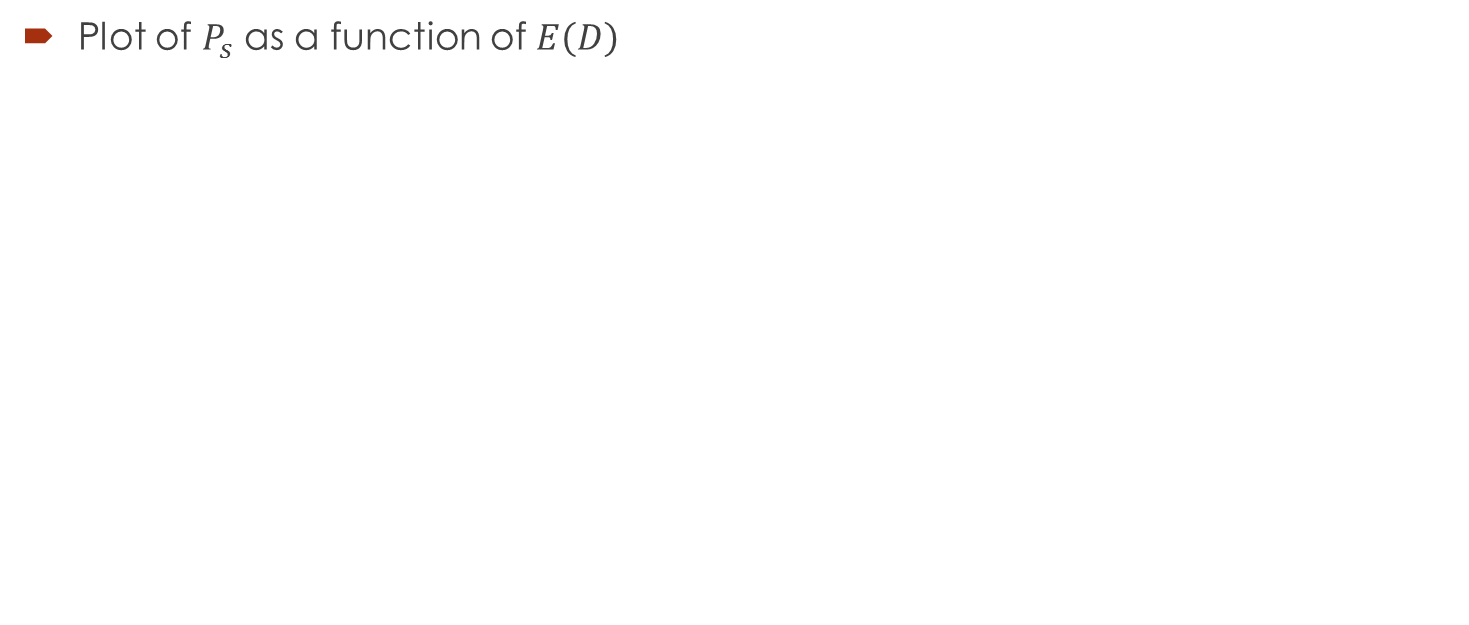 Plot of P_s as a function of E(D)